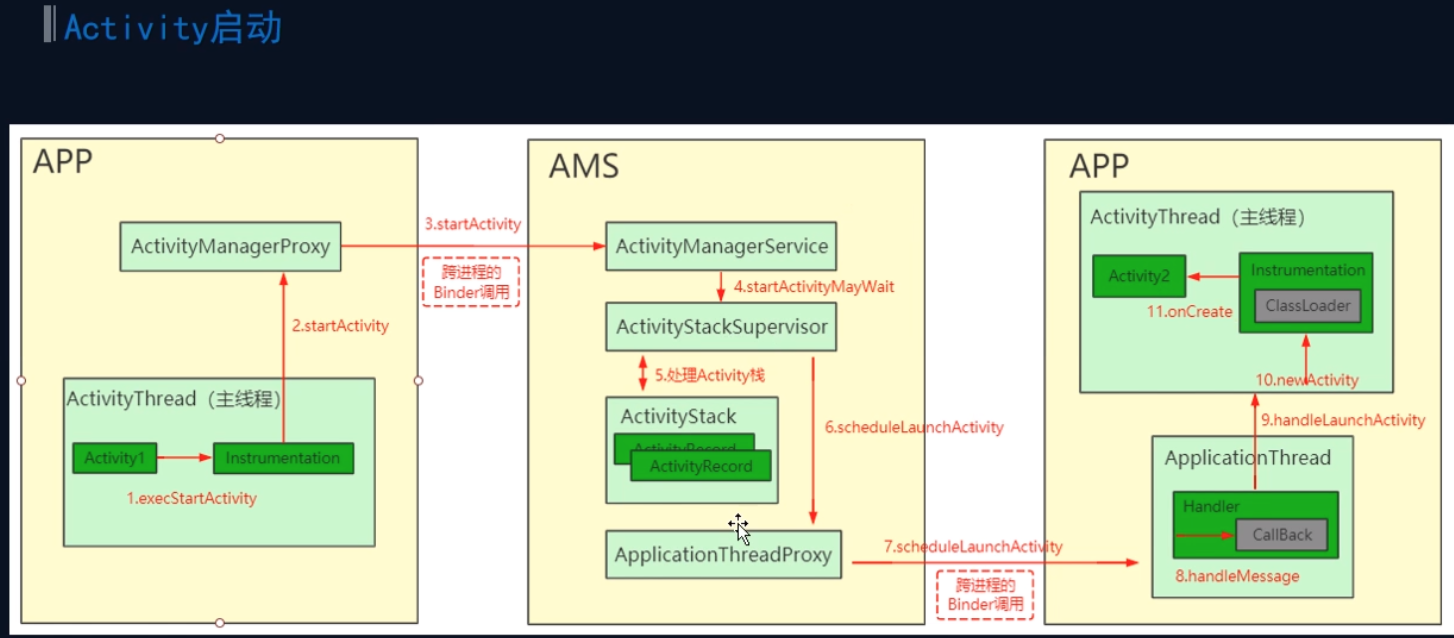 Activity启动
APP
ActivityManagerProxy
2.startActivity
ActivityThread（主线程）
Activity1
Instrumentation
1.execStartActivity
3.startActivity
跨进程的
Binder调用
AMS
ActivityManagerService
4.startActivityMayWait
ActivityStackSupervisor
5.处理Activity栈
ActivityStack
ActivityRecord
ActivityRecord
6.scheduleLaunchActivity
ApplicationThreadProxy
7.scheduleLaunchActivity
跨进程的
Binder调用
APP
ActivityThread（主线程）
Activity2
Instrumentation
ClassLoader
11.onCreate
10.newActivity
9.handleLaunchActivity
ApplicationThread
Handler
CallBack
8.handleMessage